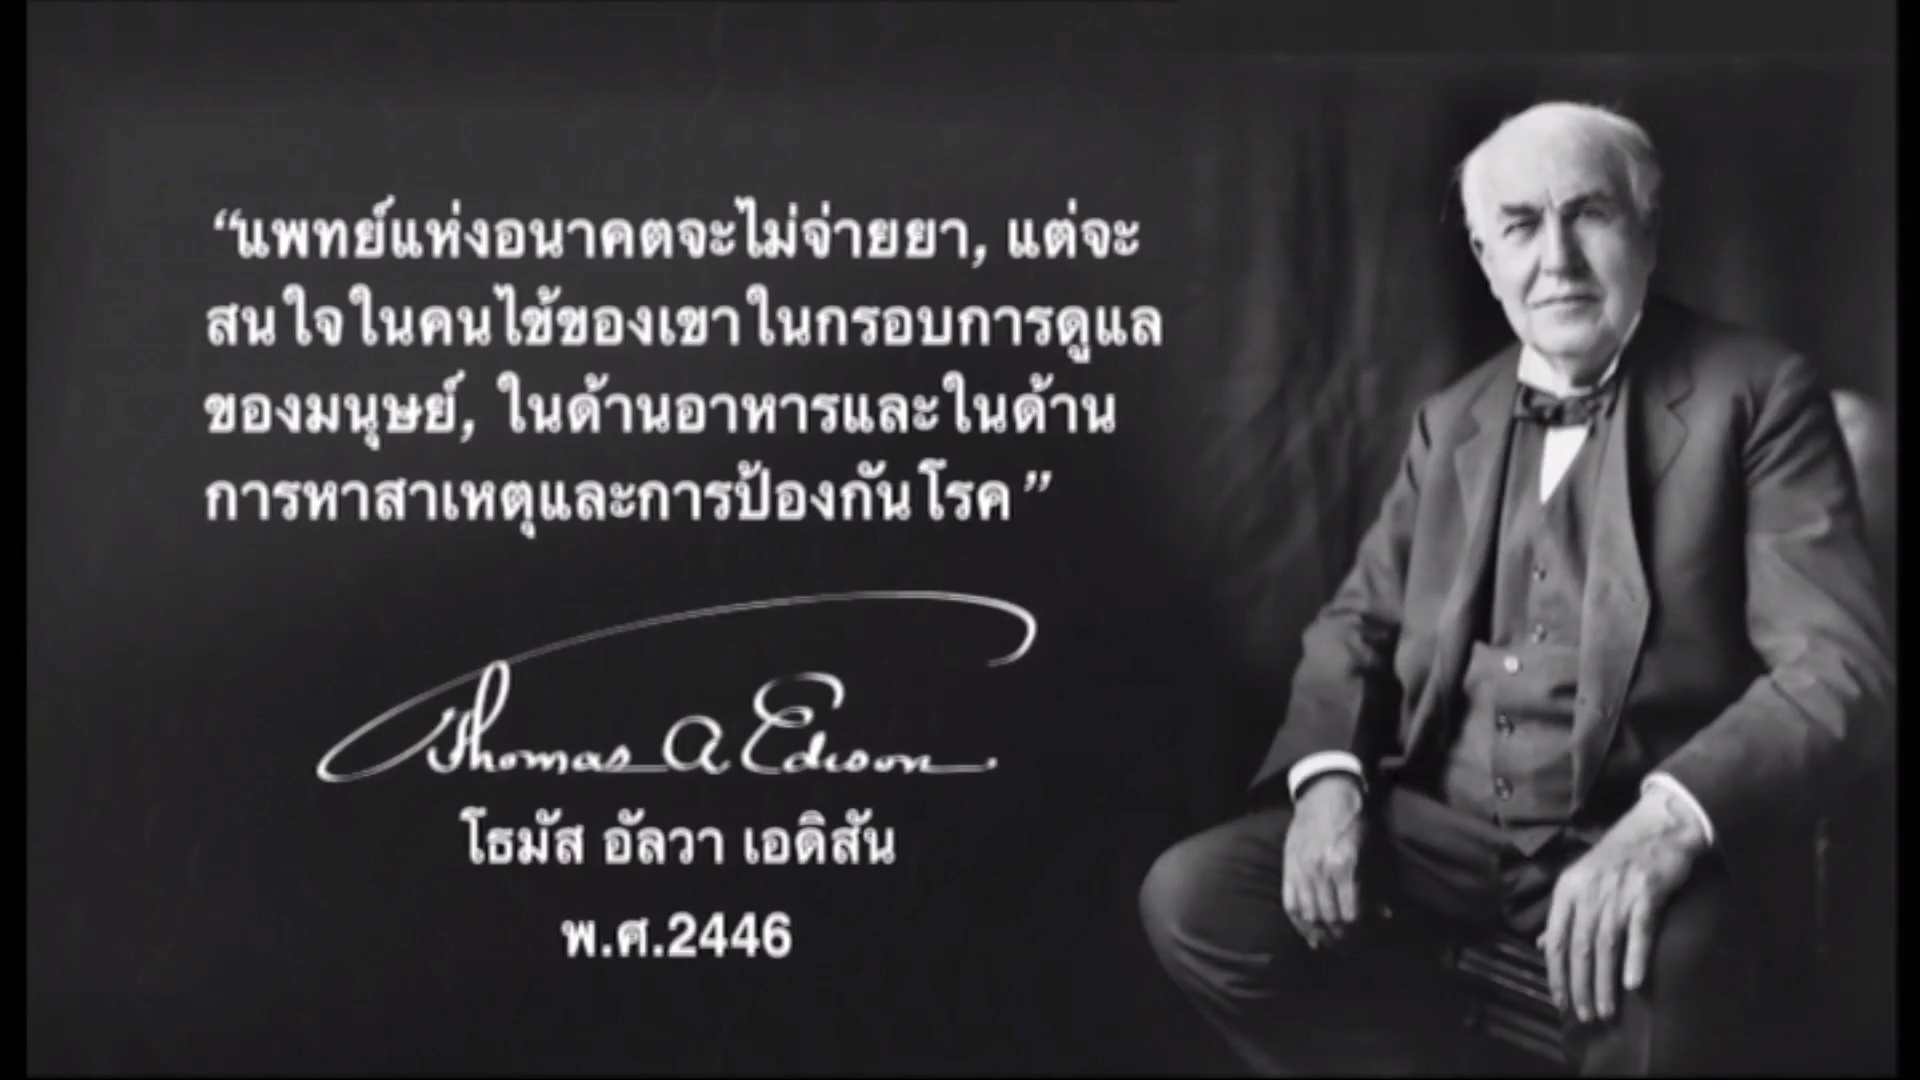 “แพทย์แห่งอนาคตจะไม่จ่ายยา, แต่จะ
สนใจในคนไข้ของเขาในกรอบการดูแล
ของมนุษย์, ในด้านอาหารและในด้าน
การหาสาเหตุและการป้องกันโรค”
Thomas A Edison
โธมัส อัลวา เอดิสัน
พ.ศ.2446